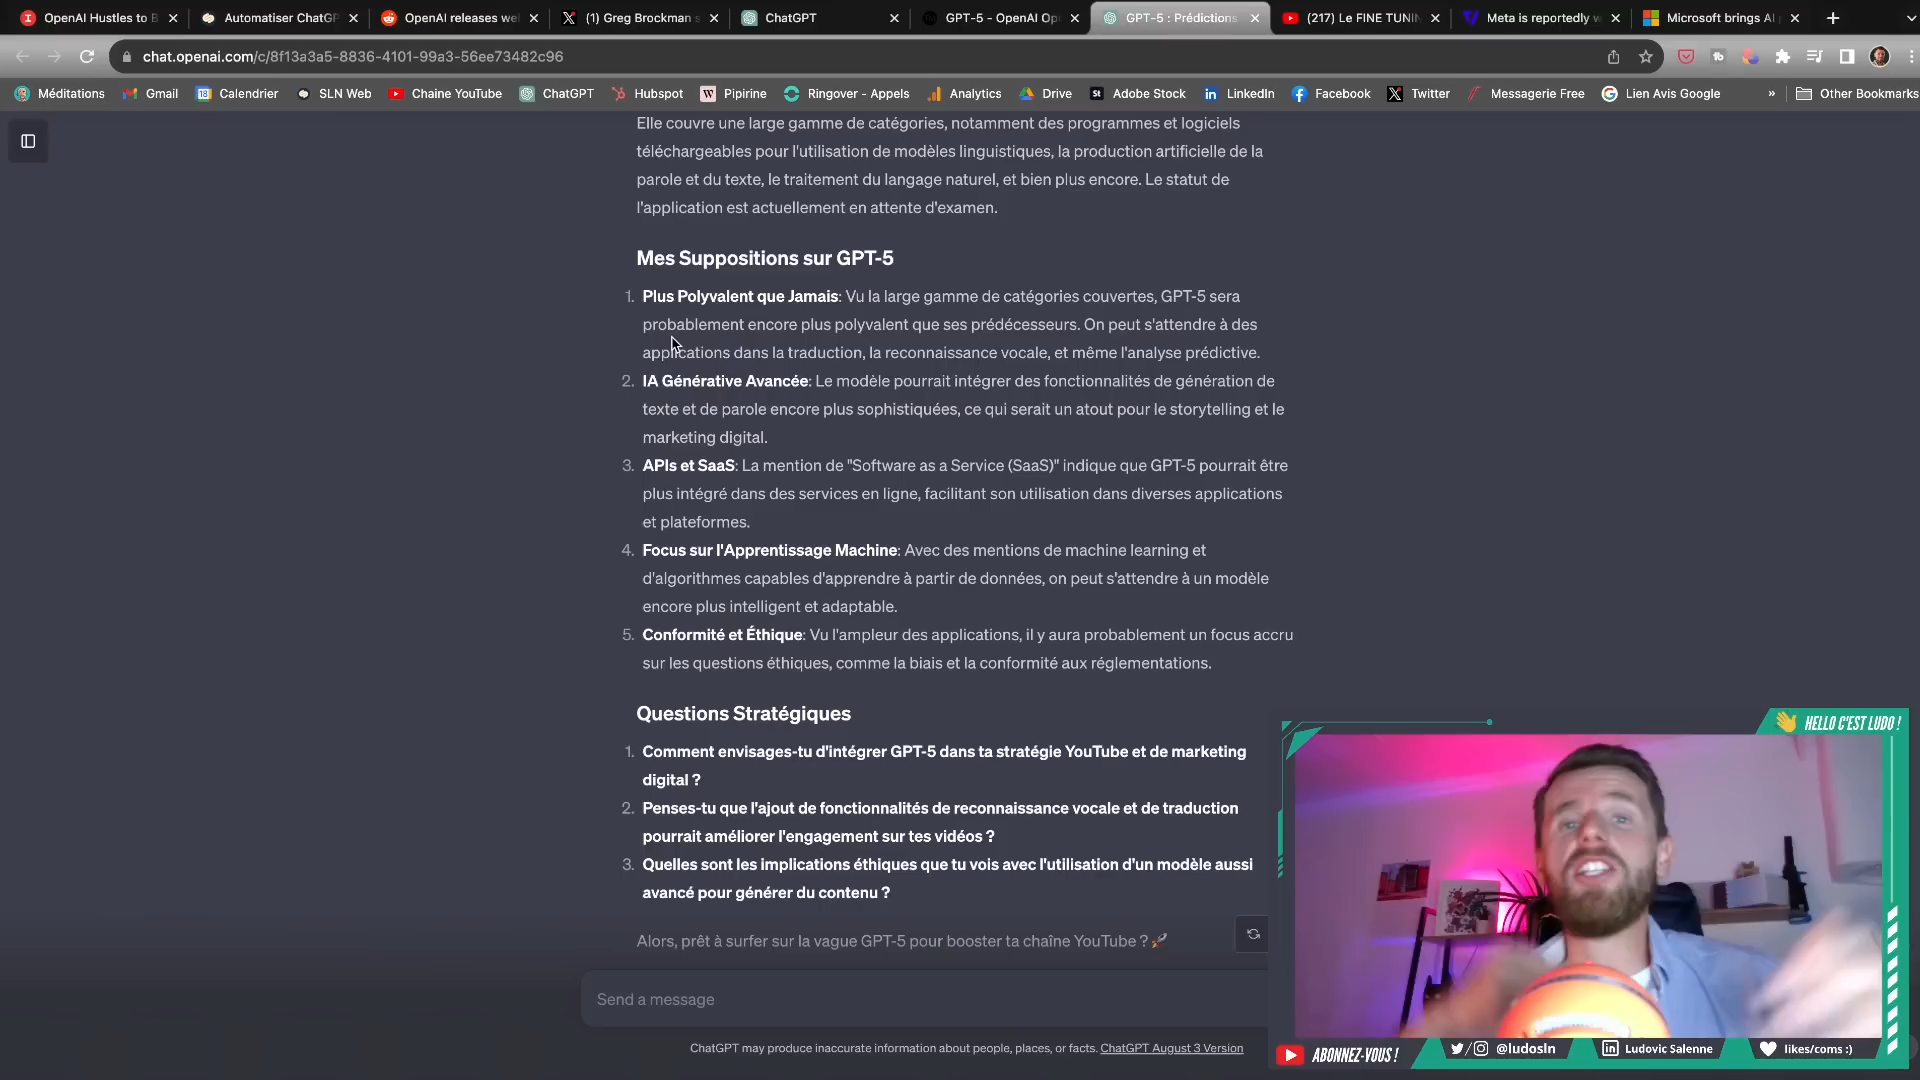 OpenAI Hustles to B
Automatiser ChatGP
OpenAI releases we
(1) Greg Brockman s
ChatGPT
GPT-5 - OpenAI Op
GPT-5 : Prédictions
(217) Le FINE TUNIN
Meta is reportedly w
Microsoft brings AI
chat.openai.com/c/8f13a3a5-8836-4101-99a3-56ee73482c96
Méditations
Gmail
Calendrier
SLN Web
Chaine YouTube
ChatGPT
Hubspot
Pipirine
Ringover - Appels
Analytics
Drive
Adobe Stock
LinkedIn
Facebook
Twitter
Messagerie Free
Lien Avis Google
»
Other Bookmarks
Elle couvre une large gamme de catégories, notamment des programmes et logiciels
téléchargeables pour l'utilisation de modèles linguistiques, la production artificielle de la
parole et du texte, le traitement du langage naturel, et bien plus encore. Le statut de
l'application est actuellement en attente d'examen.
Mes Suppositions sur GPT-5
1. Plus Polyvalent que Jamais: Vu la large gamme de catégories couvertes, GPT-5 sera
probablement encore plus polyvalent que ses prédécesseurs. On peut s'attendre à des
applications dans la traduction, la reconnaissance vocale, et même l'analyse prédictive.
2. IA Générative Avancée: Le modèle pourrait intégrer des fonctionnalités de génération de
texte et de parole encore plus sophistiquées, ce qui serait un atout pour le storytelling et le
marketing digital.
3. APIs et SaaS: La mention de "Software as a Service (SaaS)" indique que GPT-5 pourrait être
plus intégré dans des services en ligne, facilitant son utilisation dans diverses applications
et plateformes.
4. Focus sur l'Apprentissage Machine: Avec des mentions de machine learning et
d'algorithmes capables d'apprendre à partir de données, on peut s'attendre à un modèle
encore plus intelligent et adaptable.
5. Conformité et Éthique: Vu l'ampleur des applications, il y aura probablement un focus accru
sur les questions éthiques, comme la biais et la conformité aux réglementations.
Questions Stratégiques
1. Comment envisages-tu d'intégrer GPT-5 dans ta stratégie YouTube et de marketing
digital ?
2. Penses-tu que l'ajout de fonctionnalités de reconnaissance vocale et de traduction
pourrait améliorer l'engagement sur tes vidéos ?
3. Quelles sont les implications éthiques que tu vois avec l'utilisation d'un modèle aussi
avancé pour générer du contenu ?
Alors, prêt à surfer sur la vague GPT-5 pour booster ta chaîne YouTube ? 🚀
Send a message
ChatGPT may produce inaccurate information about people, places, or facts. ChatGPT August 3 Version
👋 HELLO C'EST LUDO !
ABONNEZ-VOUS !
@ludosln
Ludovic Salenne
likes/coms :)